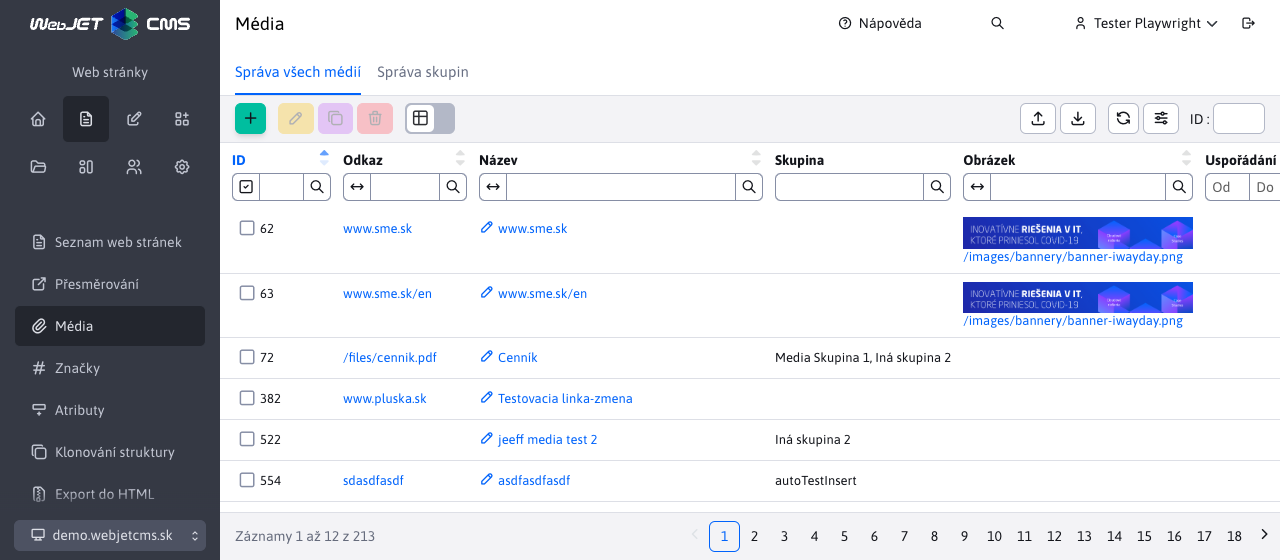 WebJET CMS
Média
Nápověda
Tester Playwright
Web stránky
Správa všech médií
Správa skupin
ID :
ID
Odkaz
Název
Skupina
Obrázek
Uspořádání
Od
Do
Seznam web stránek
Přesměrování
Média
Značky
Atributy
Klonování struktury
Export do HTML
demo.webjetcms.sk
62
www.sme.sk
www.sme.sk
INOVATÍVNE RIEŠENIA V IT,
KTORÉ PRINIESOL COVID-19
/images/bannery/banner-iwayday.png
63
www.sme.sk/en
www.sme.sk/en
INOVATÍVNE RIEŠENIA V IT,
KTORÉ PRINIESOL COVID-19
/images/bannery/banner-iwayday.png
72
/files/cennik.pdf
Cenník
Media Skupina 1, Iná skupina 2
382
www.pluska.sk
Testovacia linka-zmena
522
jeeff media test 2
Iná skupina 2
554
sdasdfasdf
asdfasdfasdf
autoTestInsert
Záznamy 1 až 12 z 213
1 2 3 4 5 6 7 8 9 10 11 12 13 14 15 16 17 18